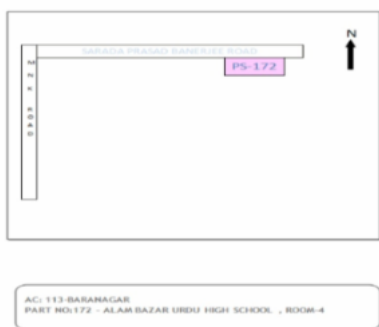 N
SARADA PRASAD BANERJEE ROAD
PS-172
M N K ROAD
AC: 113-BARANAGAR
PART NO:172 - ALAM BAZAR URDU HIGH SCHOOL , ROOM-4